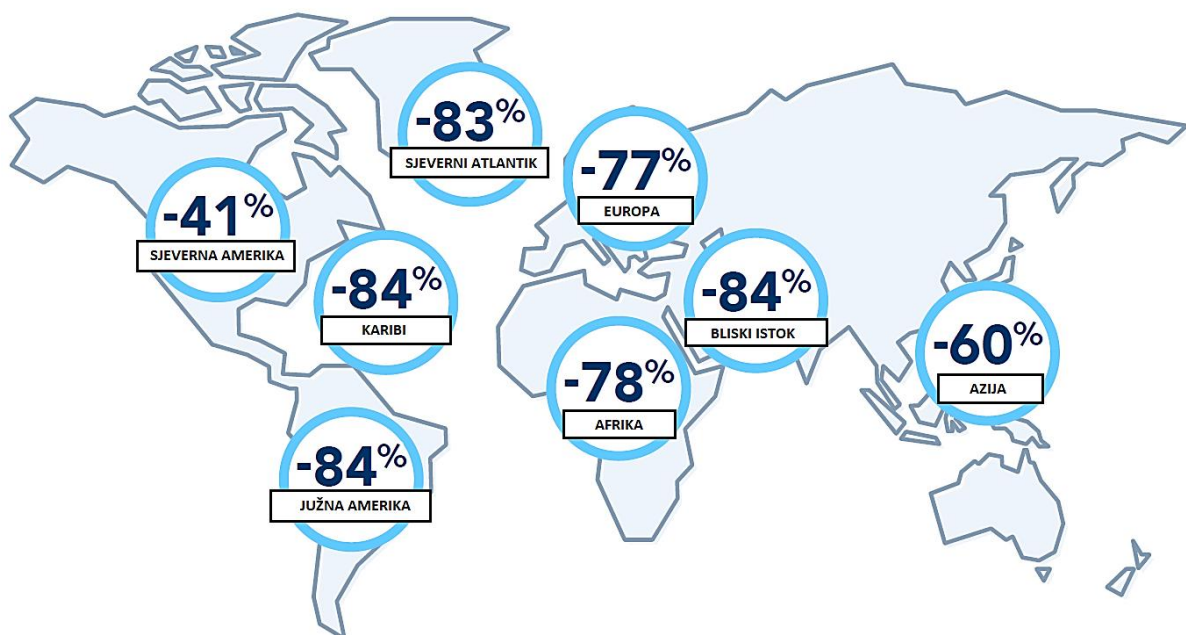 -83%
SJEVERNI ATLANTIK
-77%
EUROPA
-41%
SJEVERNA AMERIKA
-84%
KARIBI
-84%
BLISKI ISTOK
-60%
AZIJA
-78%
AFRIKA
-84%
JUŽNA AMERIKA